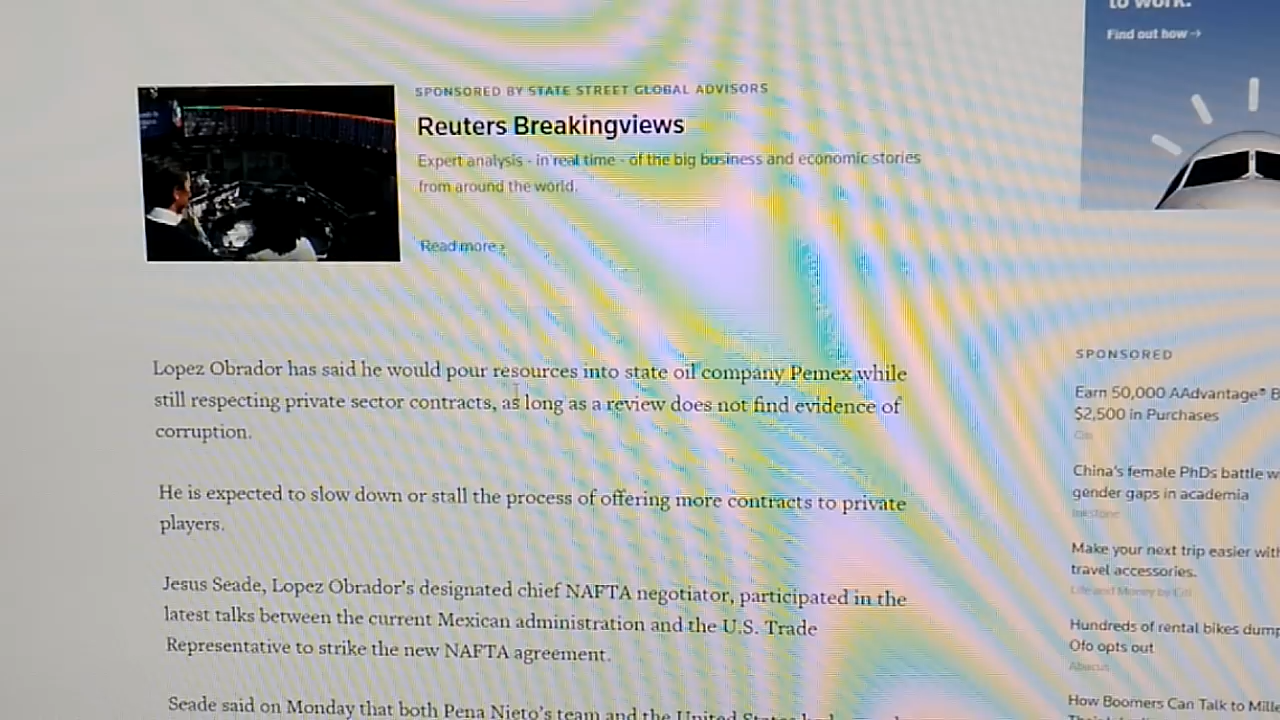 to work.
Find out how →
SPONSORED BY STATE STREET GLOBAL ADVISORS
Reuters Breakingviews
Expert analysis - in real time - of the big business and economic stories
from around the world.
Read more ›
Lopez Obrador has said he would pour resources into state oil company Pemex while
still respecting private sector contracts, as long as a review does not find evidence of
corruption.
He is expected to slow down or stall the process of offering more contracts to private
players.
Jesus Seade, Lopez Obrador's designated chief NAFTA negotiator, participated in the
latest talks between the current Mexican administration and the U.S. Trade
Representative to strike the new NAFTA agreement.
Seade said on Monday that both Pena Nieto's team and the United States had
SPONSORED
Earn 50,000 AAdvantage® B
$2,500 in Purchases
Citi
China's female PhDs battle w
gender gaps in academia
Inkstone
Make your next trip easier with
travel accessories.
Life and Money by Citi
Hundreds of rental bikes dump
Ofo opts out
Abacus
How Boomers Can Talk to Mille